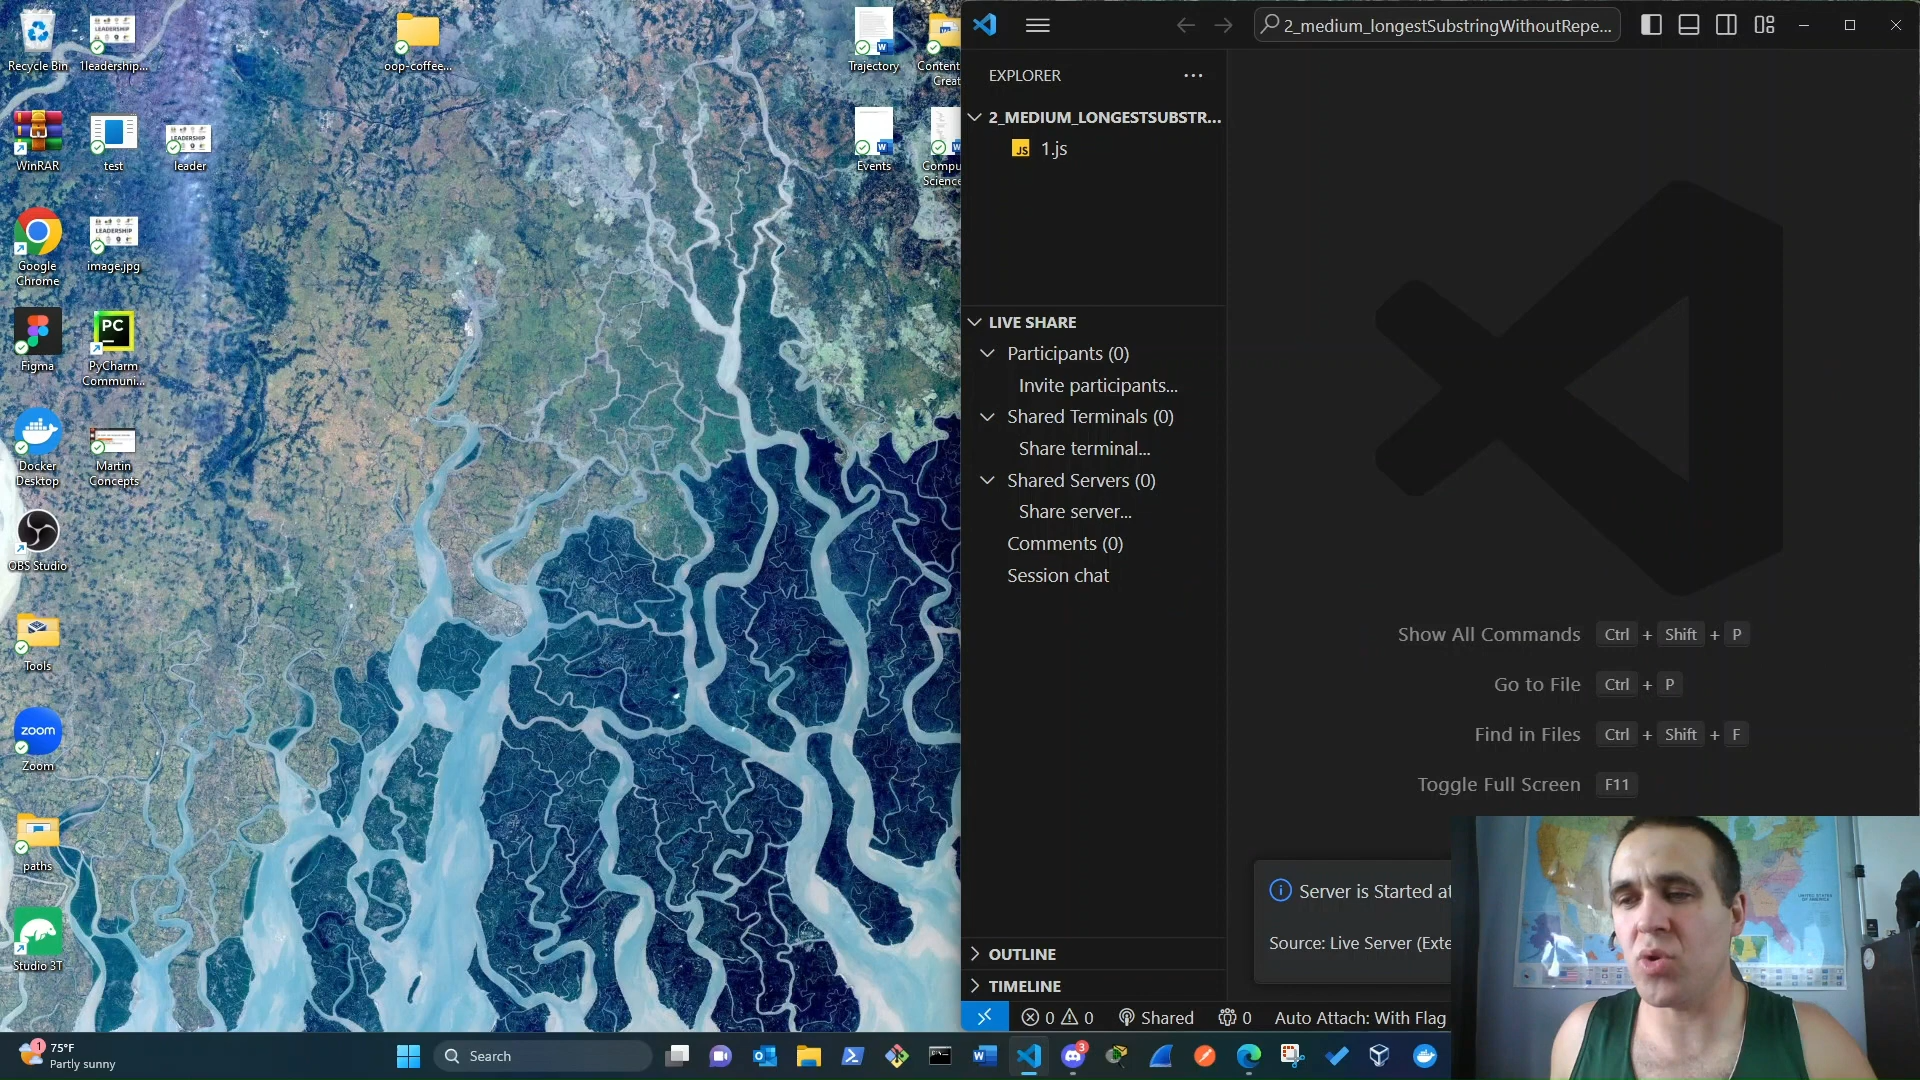 Recycle Bin
1leadership...
oop-coffee...
Trajectory
Content
Creat
WinRAR
test
leader
Events
Compu
Science
Google
Chrome
image.jpg
Figma
PC
PyCharm
Communi...
Docker
Desktop
Martin
Concepts
OBS Studio
Tools
zoom
Zoom
paths
Studio 3T
2_medium_longestSubstringWithoutRepe...
EXPLORER
2_MEDIUM_LONGESTSUBSTR...
JS 1.js
LIVE SHARE
Participants (0)
Invite participants...
Shared Terminals (0)
Share terminal...
Shared Servers (0)
Share server...
Comments (0)
Session chat
OUTLINE
TIMELINE
Show All Commands Ctrl + Shift + P
Go to File Ctrl + P
Find in Files Ctrl + Shift + F
Toggle Full Screen F11
Server is Started at
Source: Live Server (Exte
0 0 Shared 0 Auto Attach: With Flag
1 75°F
Partly sunny
Search
3